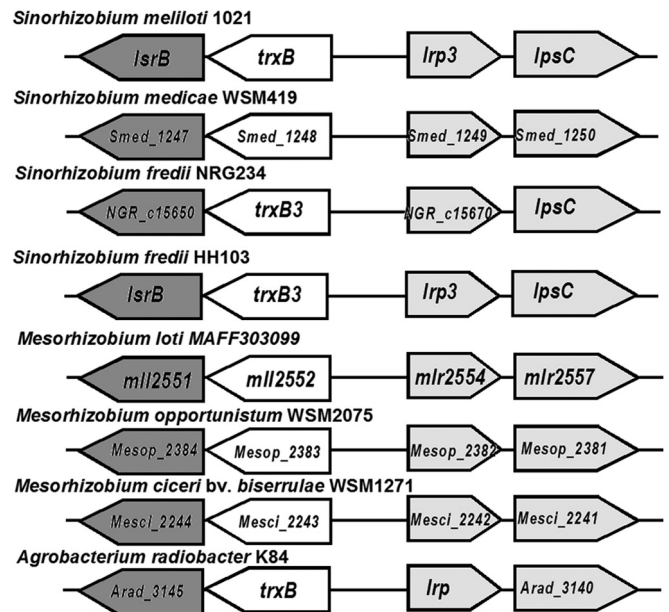 Sinorhizobium meliloti 1021
lsrB trxB lrp3 lpsC
Sinorhizobium medicae WSM419
Smed_1247 Smed_1248 Smed_1249 Smed_1250
Sinorhizobium fredii NRG234
NGR_c15650 trxB3 NGR_c15670 lpsC
Sinorhizobium fredii HH103
lsrB trxB3 lrp3 lpsC
Mesorhizobium loti MAFF303099
mll2551 mll2552 mlr2554 mlr2557
Mesorhizobium opportunistum WSM2075
Mesop_2384 Mesop_2383 Mesop_2382 Mesop_2381
Mesorhizobium ciceri bv. biserrulae WSM1271
Mesci_2244 Mesci_2243 Mesci_2242 Mesci_2241
Agrobacterium radiobacter K84
Arad_3145 trxB lrp Arad_3140